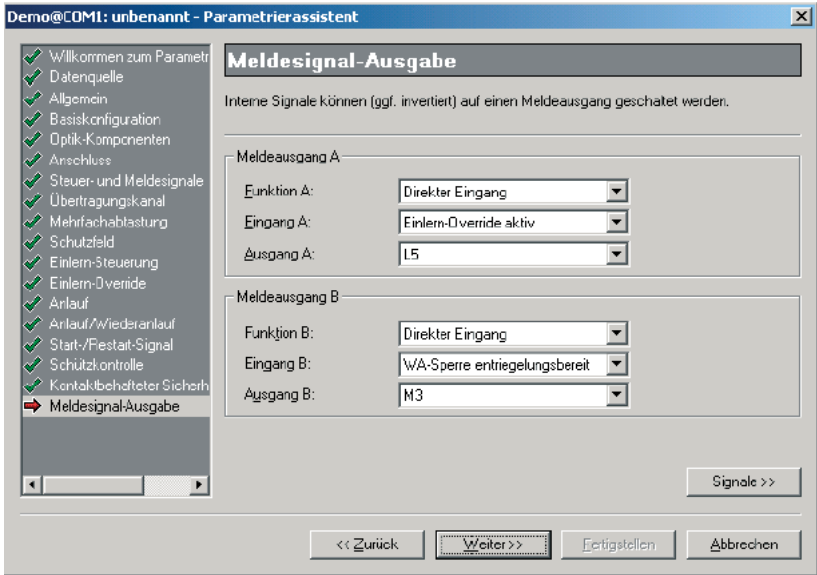 Demo@COM1: unbenannt - Parametrierassistent
Willkommen zum Parametr
Datenquelle
Allgemein
Basiskonfiguration
Optik-Komponenten
Anschluss
Steuer- und Meldesignale
Übertragungskanal
Mehrfachabtastung
Schutzfeld
Einlern-Steuerung
Einlern-Override
Anlauf
Anlauf/Wiederanlauf
Start-/Restart-Signal
Schützkontrolle
Kontaktbehafteter Sicherh
Meldesignal-Ausgabe
Meldesignal-Ausgabe
Interne Signale können (ggf. invertiert) auf einen Meldeausgang geschaltet werden.
Meldeausgang A
Funktion A: Direkter Eingang
Eingang A: Einlern-Override aktiv
Ausgang A: L5
Meldeausgang B
Funktion B: Direkter Eingang
Eingang B: WA-Sperre entriegelungsbereit
Ausgang B: M3
Signale >>
<< Zurück
Weiter >>
Fertigstellen
Abbrechen